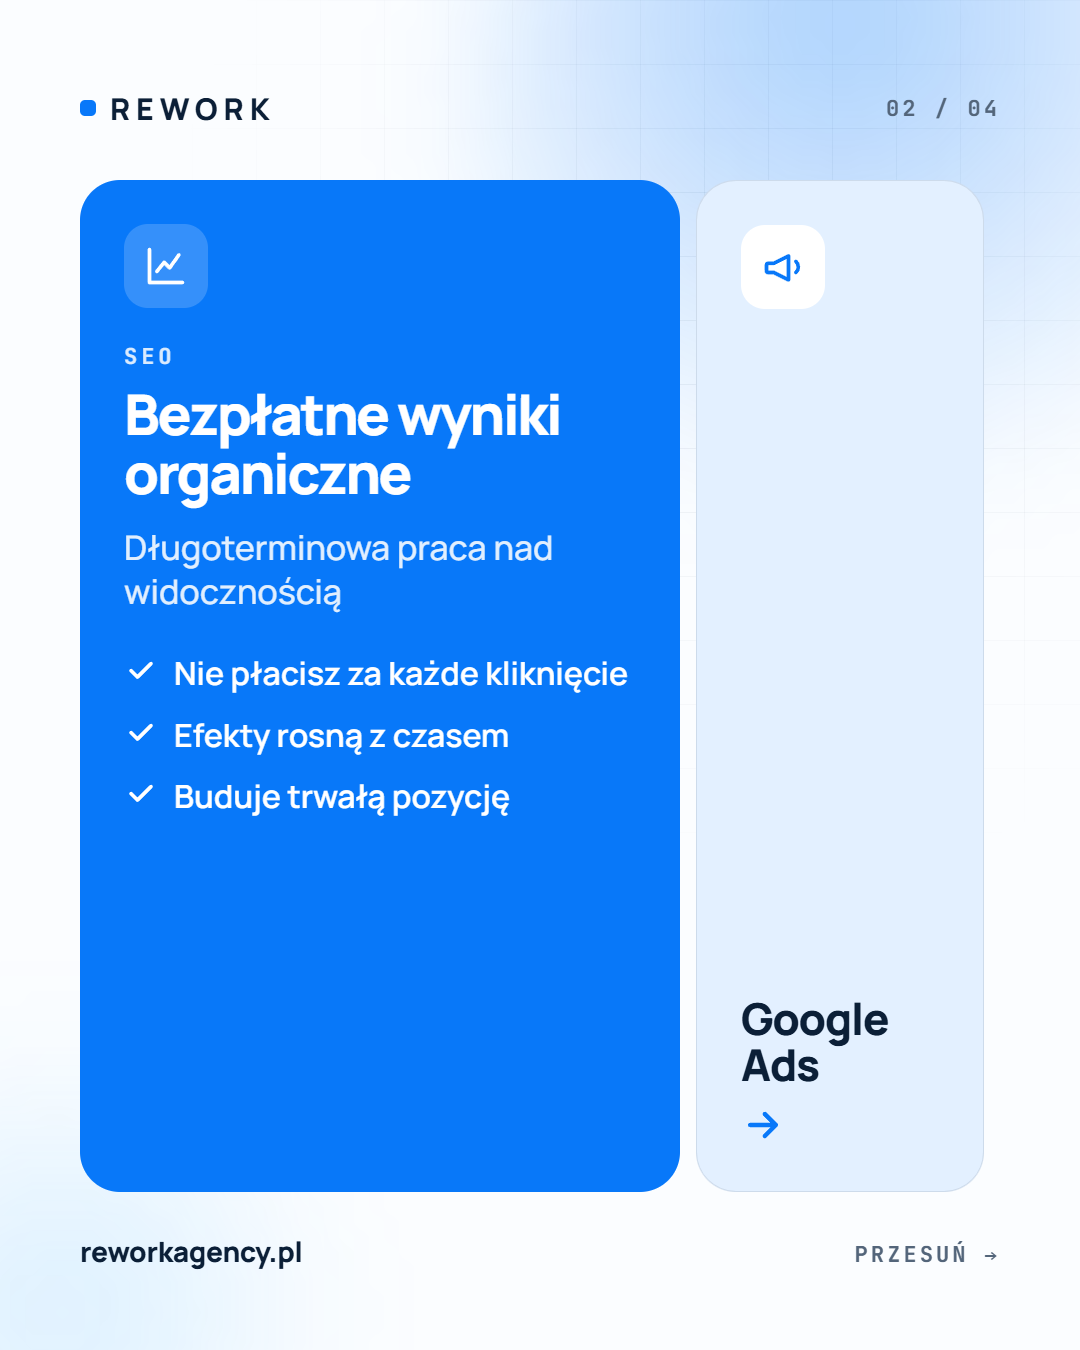 REWORK
02 / 04
SEO
Bezpłatne wyniki
organiczne
Długoterminowa praca nad
widocznością
Nie płacisz za każde kliknięcie
Efekty rosną z czasem
Buduje trwałą pozycję
Google
Ads
reworkagency.pl
PRZESUŃ →